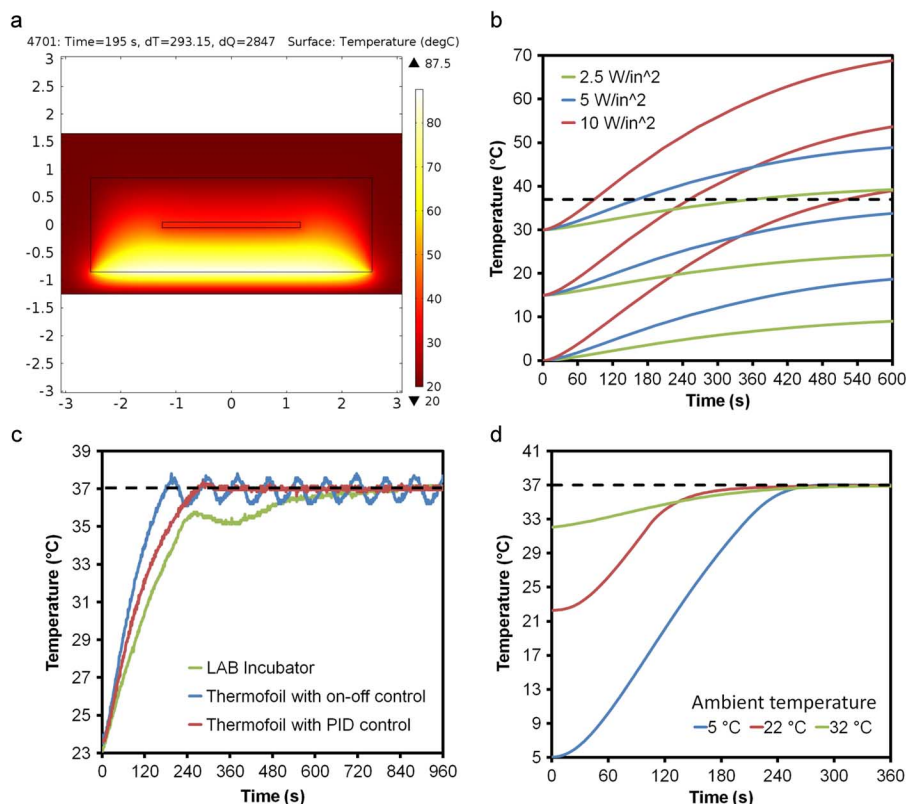 a
4701: Time=195 s, dT=293.15, dQ=2847 Surface: Temperature (degC)
▲ 87.5
3
2.5
2
1.5
1
0.5
0
-0.5
-1
-1.5
-2
-2.5
-3
-3 -2 -1 0 1 2 3
80
70
60
50
40
30
20
▼ 20
b
2.5 W/in^2
5 W/in^2
10 W/in^2
Temperature (°C)
70
60
50
40
30
20
10
0
0 60 120 180 240 300 360 420 480 540 600
Time (s)
c
Temperature (°C)
39
37
35
33
31
29
27
25
23
LAB Incubator
Thermofoil with on-off control
Thermofoil with PID control
0 120 240 360 480 600 720 840 960
Time (s)
d
Temperature (°C)
41
37
33
29
25
21
17
13
9
5
Ambient temperature
5 °C 22 °C 32 °C
0 60 120 180 240 300 360
Time (s)